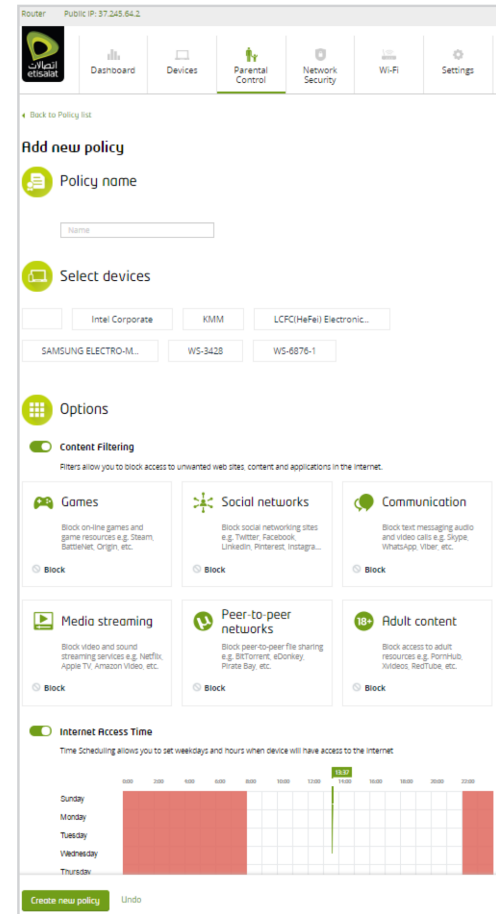 Router Public IP: 37.245.64.2
اتصالات
etisalat
Dashboard
Devices
Parental
Control
Network
Security
Wi-Fi
Settings
Back to Policy list
Add new policy
Policy name
Name
Select devices
Intel Corporate KMM LCFC(HeFei) Electronic...
SAMSUNG ELECTRO-M... WS-3428 WS-6876-1
Options
Content Filtering
Filters allow you to block access to unwanted web sites, content and applications in the Internet.
Games
Block on-line games and
game resources e.g. Steam,
BattleNet, Origin, etc.
Block
Social networks
Block social networking sites
e.g. Twitter, Facebook,
LinkedIn, Pinterest, Instagra...
Block
Communication
Block text messaging audio
and video calls e.g. Skype,
WhatsApp, Viber, etc.
Block
Media streaming
Block video and sound
streaming services e.g. Netflix,
Apple TV, Amazon Video, etc.
Block
Peer-to-peer
networks
Block peer-to-peer file sharing
e.g. BitTorrent, eDonkey,
Pirate Bay, etc.
Block
18+
Adult content
Block access to adult
resources e.g. PornHub,
Xvideos, RedTube, etc.
Block
Internet Access Time
Time Scheduling allows you to set weekdays and hours when device will have access to the Internet
13:37
0:00 2:00 4:00 6:00 8:00 10:00 12:00 14:00 16:00 18:00 20:00 22:00
Sunday
Monday
Tuesday
Wednesday
Thursday
Create new policy Undo